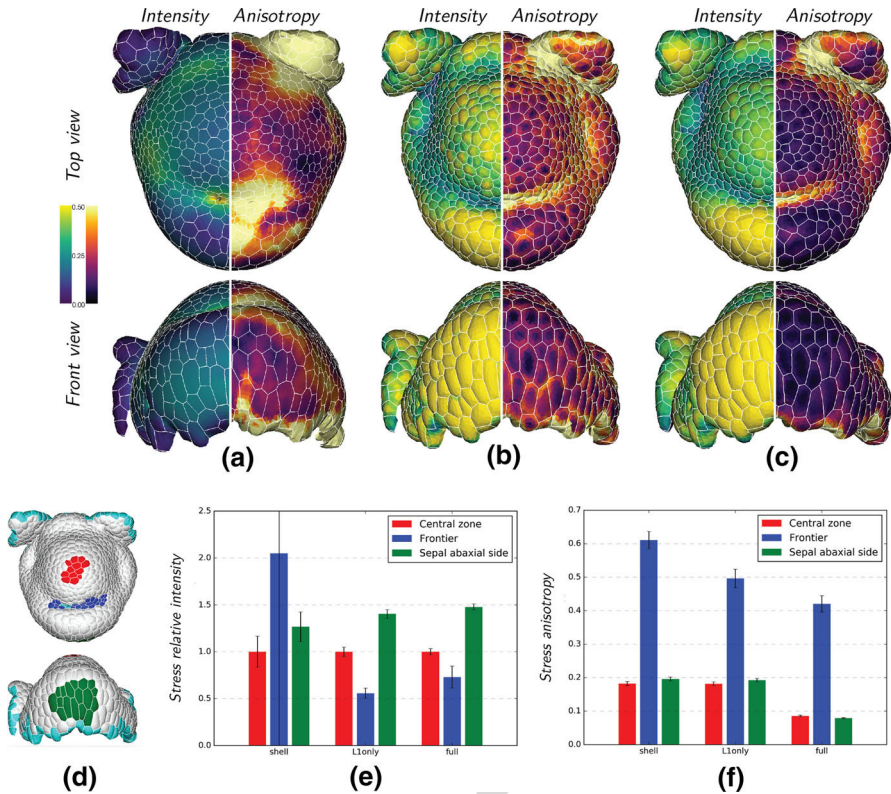 Intensity Anisotropy Intensity Anisotropy Intensity Anisotropy
Top view
0.50
0.25
0.00
Front view
(a) (b) (c)
(d)
2.5
2.0
1.5
1.0
0.5
0.0
Stress relative intensity
Central zone
Frontier
Sepal abaxial side
shell L1only full
(e)
0.7
0.6
0.5
0.4
0.3
0.2
0.1
0.0
Stress anisotropy
Central zone
Frontier
Sepal abaxial side
shell L1only full
(f)